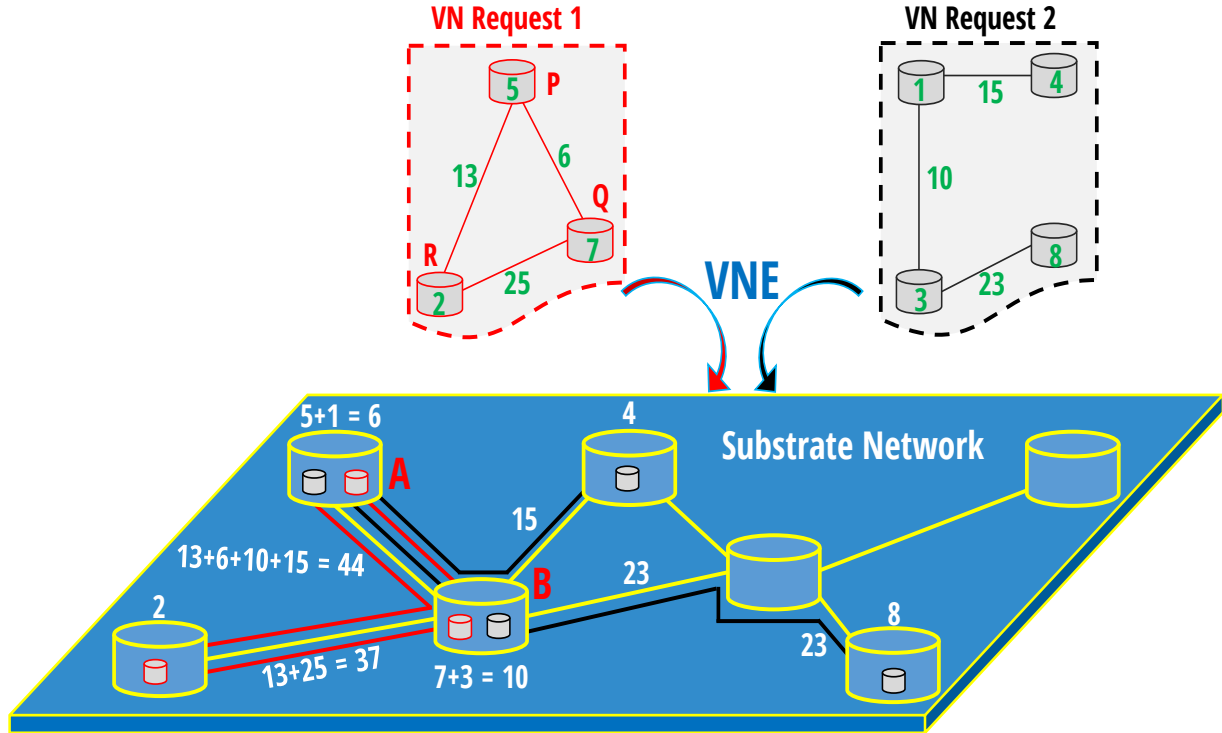 VN Request 1
VN Request 2
5
P
13
6
Q
R
7
25
2
1
15
4
10
8
23
3
VNE
5+1 = 6
4
Substrate Network
A
15
13+6+10+15 = 44
B
23
2
8
23
13+25 = 37
7+3 = 10